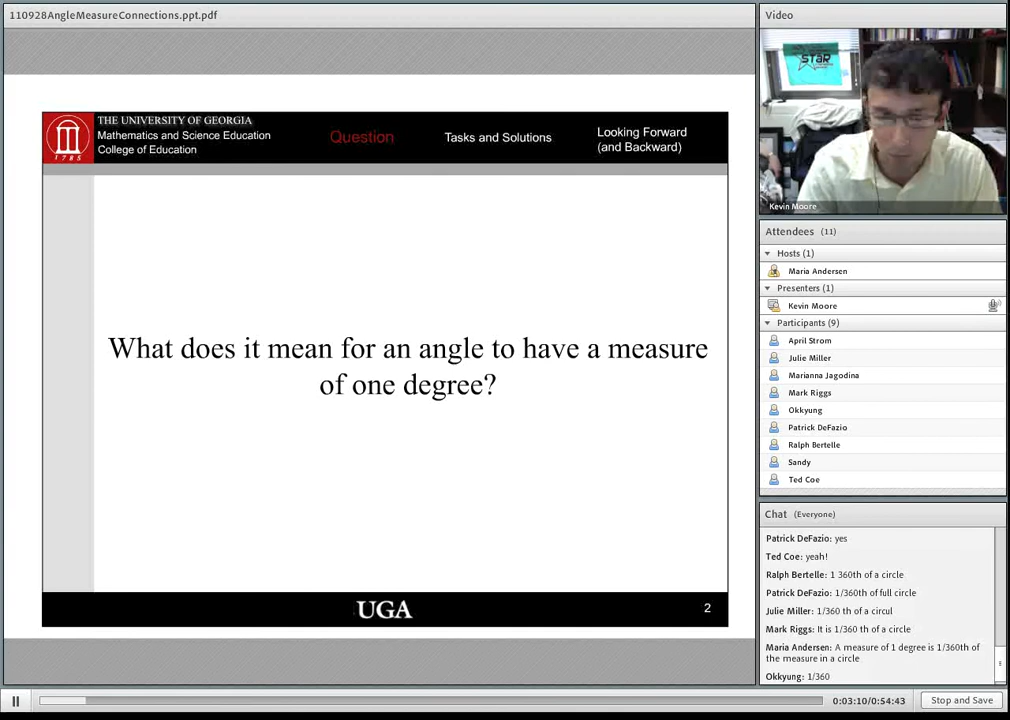 110928AngleMeasureConnections.ppt.pdf
THE UNIVERSITY OF GEORGIA
Mathematics and Science Education
College of Education
1785
Question
Tasks and Solutions
Looking Forward
(and Backward)
What does it mean for an angle to have a measure
of one degree?
UGA
2
Video
STaR
Kevin Moore
Attendees (11)
Hosts (1)
Maria Andersen
Presenters (1)
Kevin Moore
Participants (9)
April Strom
Julie Miller
Marianna Jagodina
Mark Riggs
Okkyung
Patrick DeFazio
Ralph Bertelle
Sandy
Ted Coe
Chat (Everyone)
Patrick DeFazio: yes
Ted Coe: yeah!
Ralph Bertelle: 1 360th of a circle
Patrick DeFazio: 1/360th of full circle
Julie Miller: 1/360 th of a circul
Mark Riggs: It is 1/360 th of a circle
Maria Andersen: A measure of 1 degree is 1/360th of
the measure in a circle
Okkyung: 1/360
0:03:10/0:54:43
Stop and Save